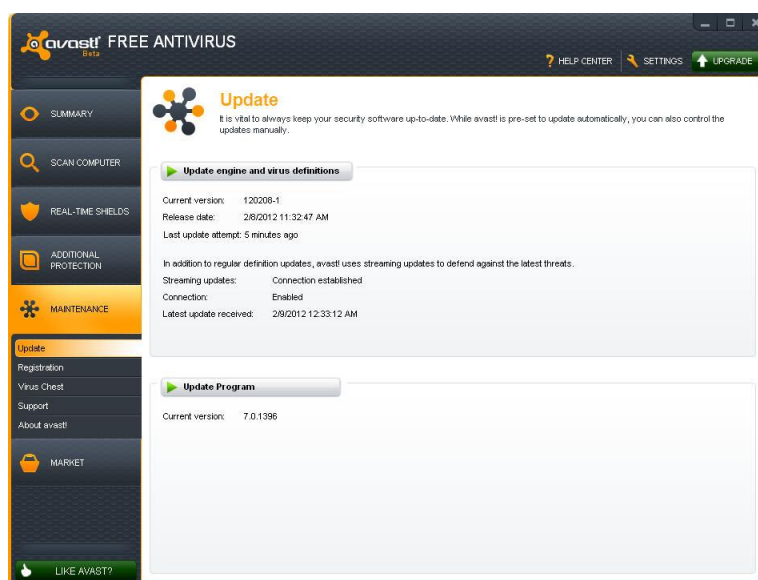 avast! FREE ANTIVIRUS
Beta
HELP CENTER
SETTINGS
UPGRADE
SUMMARY
SCAN COMPUTER
REAL-TIME SHIELDS
ADDITIONAL
PROTECTION
MAINTENANCE
Update
Registration
Virus Chest
Support
About avast!
MARKET
LIKE AVAST?
Update
It is vital to always keep your security software up-to-date. While avast! is pre-set to update automatically, you can also control the
updates manually.
Update engine and virus definitions
Current version: 120208-1
Release date: 2/8/2012 11:32:47 AM
Last update attempt: 5 minutes ago
In addition to regular definition updates, avast! uses streaming updates to defend against the latest threats.
Streaming updates: Connection established
Connection: Enabled
Latest update received: 2/9/2012 12:33:12 AM
Update Program
Current version: 7.0.1396